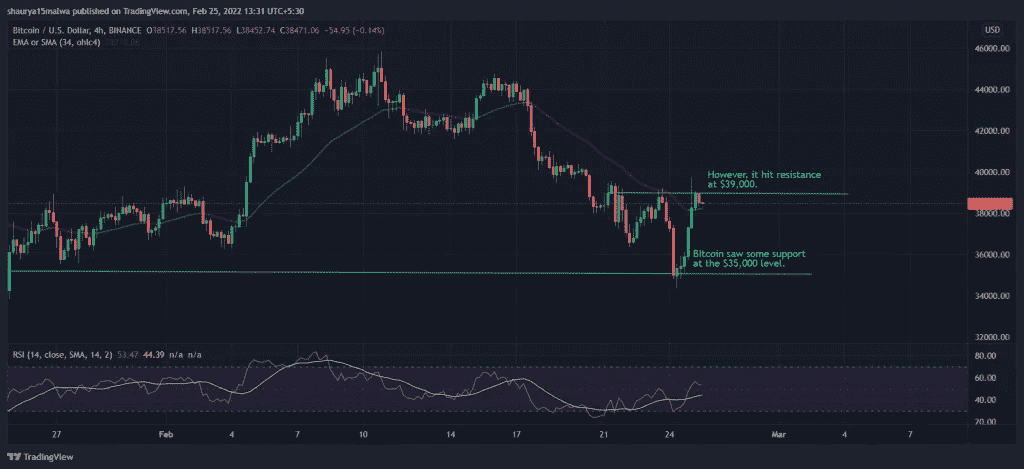 shaurya15malwa published on TradingView.com, Feb 25, 2022 13:31 UTC+5:30
Bitcoin / U.S. Dollar, 4h, BINANCE O38517.56 H38517.56 L38452.74 C38471.06 −54.95 (−0.14%)
EMA or SMA (34, ohlc4)
USD
46000.00
44000.00
42000.00
40000.00
38000.00
36000.00
34000.00
32000.00
However, it hit resistance
at $39,000.
Bitcoin saw some support
at the $35,000 level.
RSI (14, close, SMA, 14, 2) 53.47 44.39 n/a n/a
80.00
60.00
40.00
20.00
27 Feb 4 7 10 14 17 21 24 Mar 4 7
TradingView